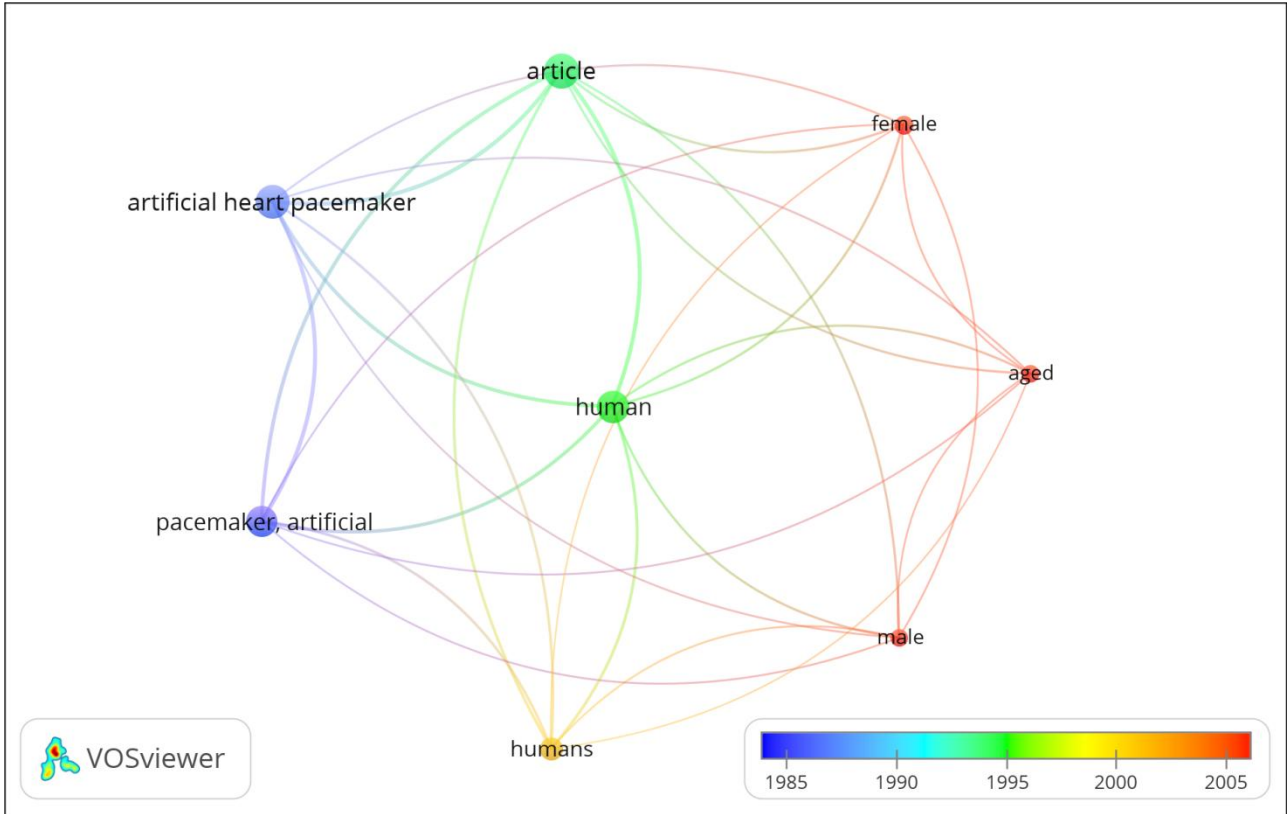 article
female
artificial heart pacemaker
aged
human
pacemaker, artificial
male
humans
VOSviewer
1985 1990 1995 2000 2005